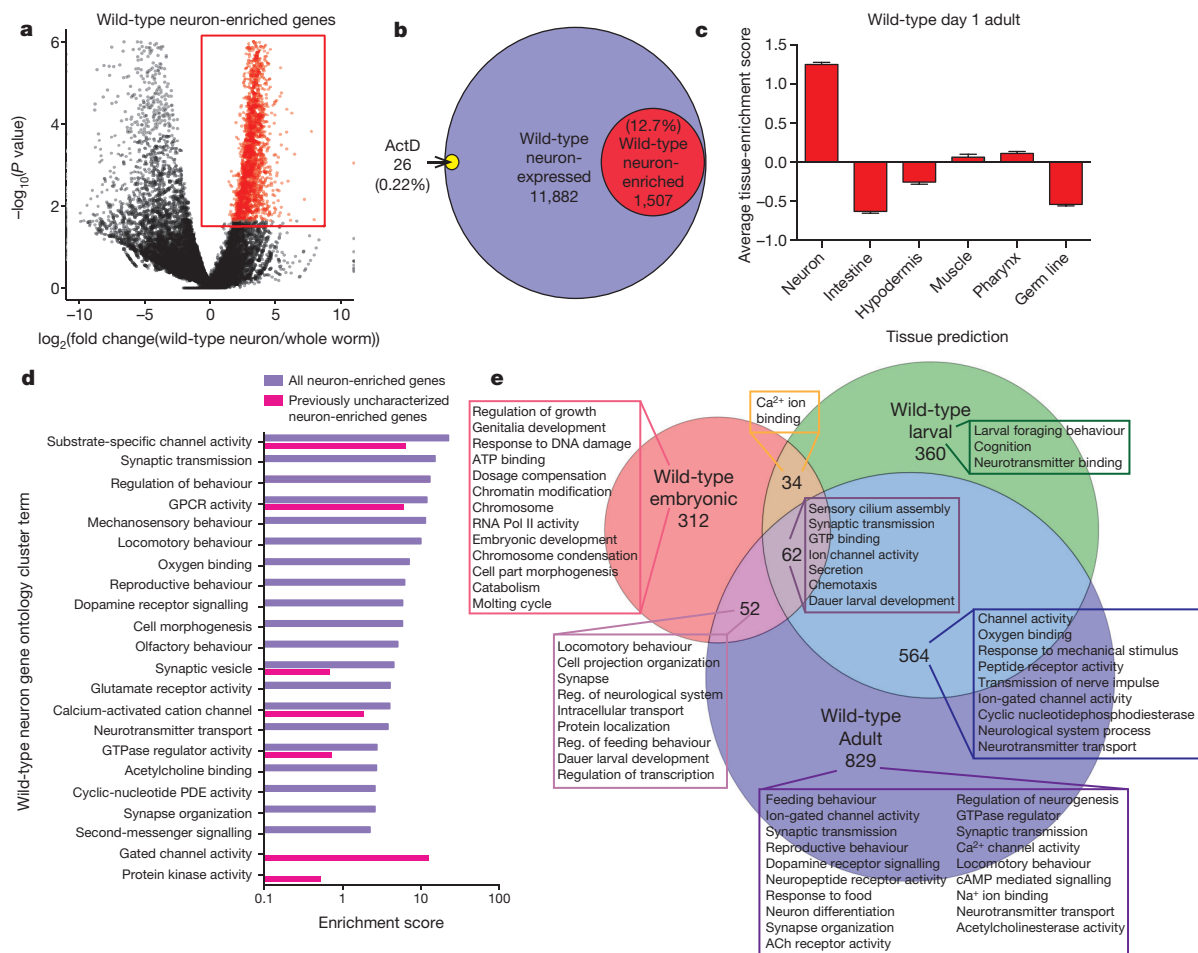 a
Wild-type neuron-enriched genes
6
4
2
0
−log10(P value)
−10
−5
0
5
10
log2(fold change(wild-type neuron/whole worm))
b
ActD
26
(0.22%)
Wild-type
neuron-
expressed
11,882
(12.7%)
Wild-type
neuron-
enriched
1,507
c
Wild-type day 1 adult
Average tissue-enrichment score
1.5
1.0
0.5
0.0
−0.5
−1.0
Neuron
Intestine
Hypodermis
Muscle
Pharynx
Germ line
Tissue prediction
d
All neuron-enriched genes
Previously uncharacterized
neuron-enriched genes
Wild-type neuron gene ontology cluster term
Substrate-specific channel activity
Synaptic transmission
Regulation of behaviour
GPCR activity
Mechanosensory behaviour
Locomotory behaviour
Oxygen binding
Reproductive behaviour
Dopamine receptor signalling
Cell morphogenesis
Olfactory behaviour
Synaptic vesicle
Glutamate receptor activity
Calcium-activated cation channel
Neurotransmitter transport
GTPase regulator activity
Acetylcholine binding
Cyclic-nucleotide PDE activity
Synapse organization
Second-messenger signalling
Gated channel activity
Protein kinase activity
0.1
1
10
100
Enrichment score
e
Regulation of growth
Genitalia development
Response to DNA damage
ATP binding
Dosage compensation
Chromatin modification
Chromosome
RNA Pol II activity
Embryonic development
Chromosome condensation
Cell part morphogenesis
Catabolism
Molting cycle
Wild-type
embryonic
312
Ca2+ ion
binding
34
Wild-type
larval
360
Larval foraging behaviour
Cognition
Neurotransmitter binding
62
Sensory cilium assembly
Synaptic transmission
GTP binding
Ion channel activity
Secretion
Chemotaxis
Dauer larval development
52
Locomotory behaviour
Cell projection organization
Synapse
Reg. of neurological system
Intracellular transport
Protein localization
Reg. of feeding behaviour
Dauer larval development
Regulation of transcription
564
Channel activity
Oxygen binding
Response to mechanical stimulus
Peptide receptor activity
Transmission of nerve impulse
Ion-gated channel activity
Cyclic nucleotidephosphodiesterase
Neurological system process
Neurotransmitter transport
Wild-type
Adult
829
Feeding behaviour
Ion-gated channel activity
Synaptic transmission
Reproductive behaviour
Dopamine receptor signalling
Neuropeptide receptor activity
Response to food
Neuron differentiation
Synapse organization
ACh receptor activity
Regulation of neurogenesis
GTPase regulator
Synaptic transmission
Ca2+ channel activity
Locomotory behaviour
cAMP mediated signalling
Na+ ion binding
Neurotransmitter transport
Acetylcholinesterase activity